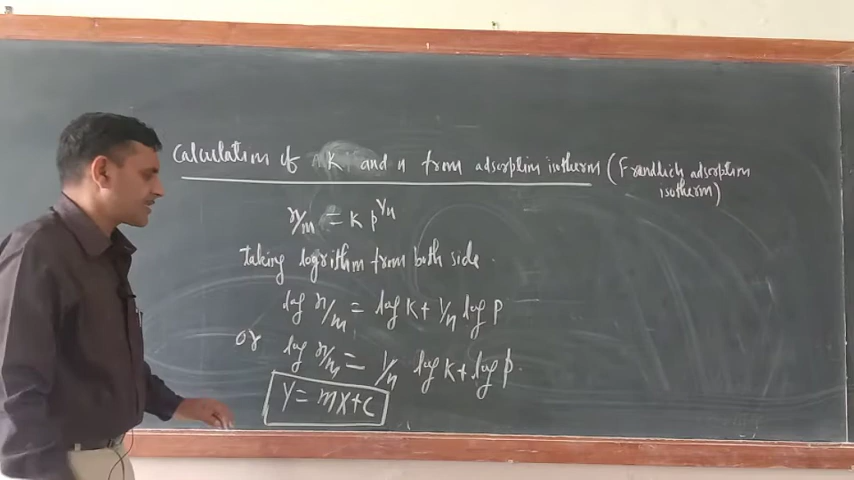 Calculation of K and n from adsorption isotherm (Frendlich adsorption
isotherm)
x/m = K p^1/n
taking logrithm from both side.
log x/m = log K + 1/n log P
or log x/m = 1/n log K + log P.
Y = mx + c